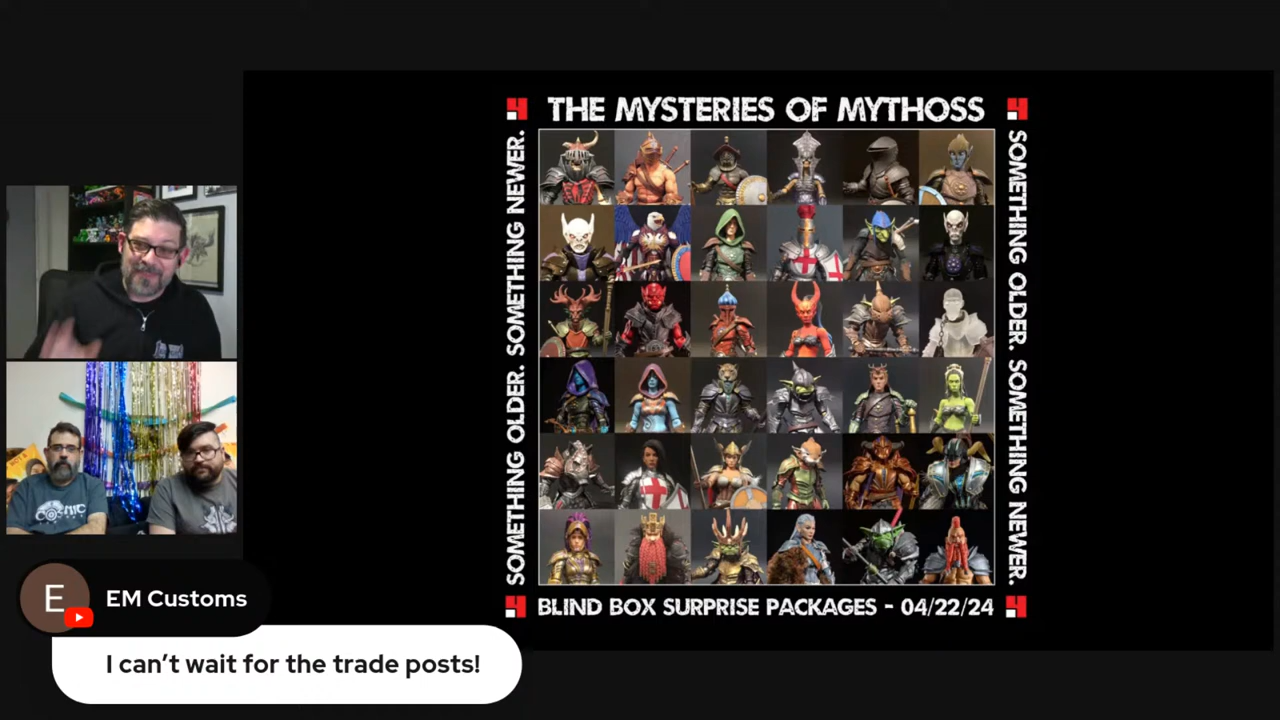 THE MYSTERIES OF MYTHOSS
SOMETHING OLDER. SOMETHING NEWER.
SOMETHING OLDER. SOMETHING NEWER.
BLIND BOX SURPRISE PACKAGES - 04/22/24
COSMIC
E
EM Customs
I can’t wait for the trade posts!